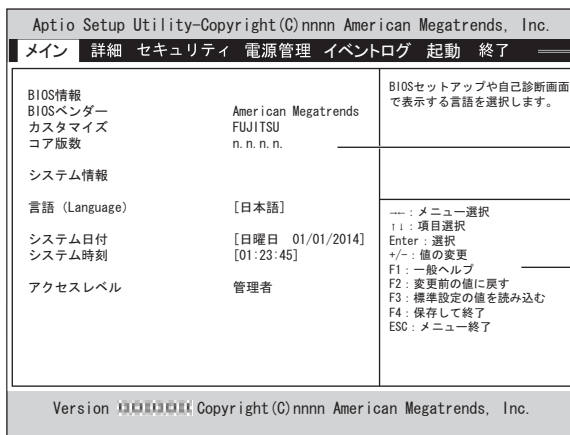 Aptio Setup Utility-Copyright(C)nnnn American Megatrends, Inc.
メイン 詳細 セキュリティ 電源管理 イベントログ 起動 終了
BIOS情報
BIOSベンダー American Megatrends
カスタマイズ FUJITSU
コア版数 n.n.n.n.
システム情報
言語 (Language) [日本語]
システム日付 [日曜日 01/01/2014]
システム時刻 [01:23:45]
アクセスレベル 管理者
BIOSセットアップや自己診断画面
で表示する言語を選択します。
→←：メニュー選択
↑↓：項目選択
Enter：選択
+/-：値の変更
F1：一般ヘルプ
F2：変更前の値に戻す
F3：標準設定の値を読み込む
F4：保存して終了
ESC：メニュー終了
Version Copyright(C)nnnn American Megatrends, Inc.